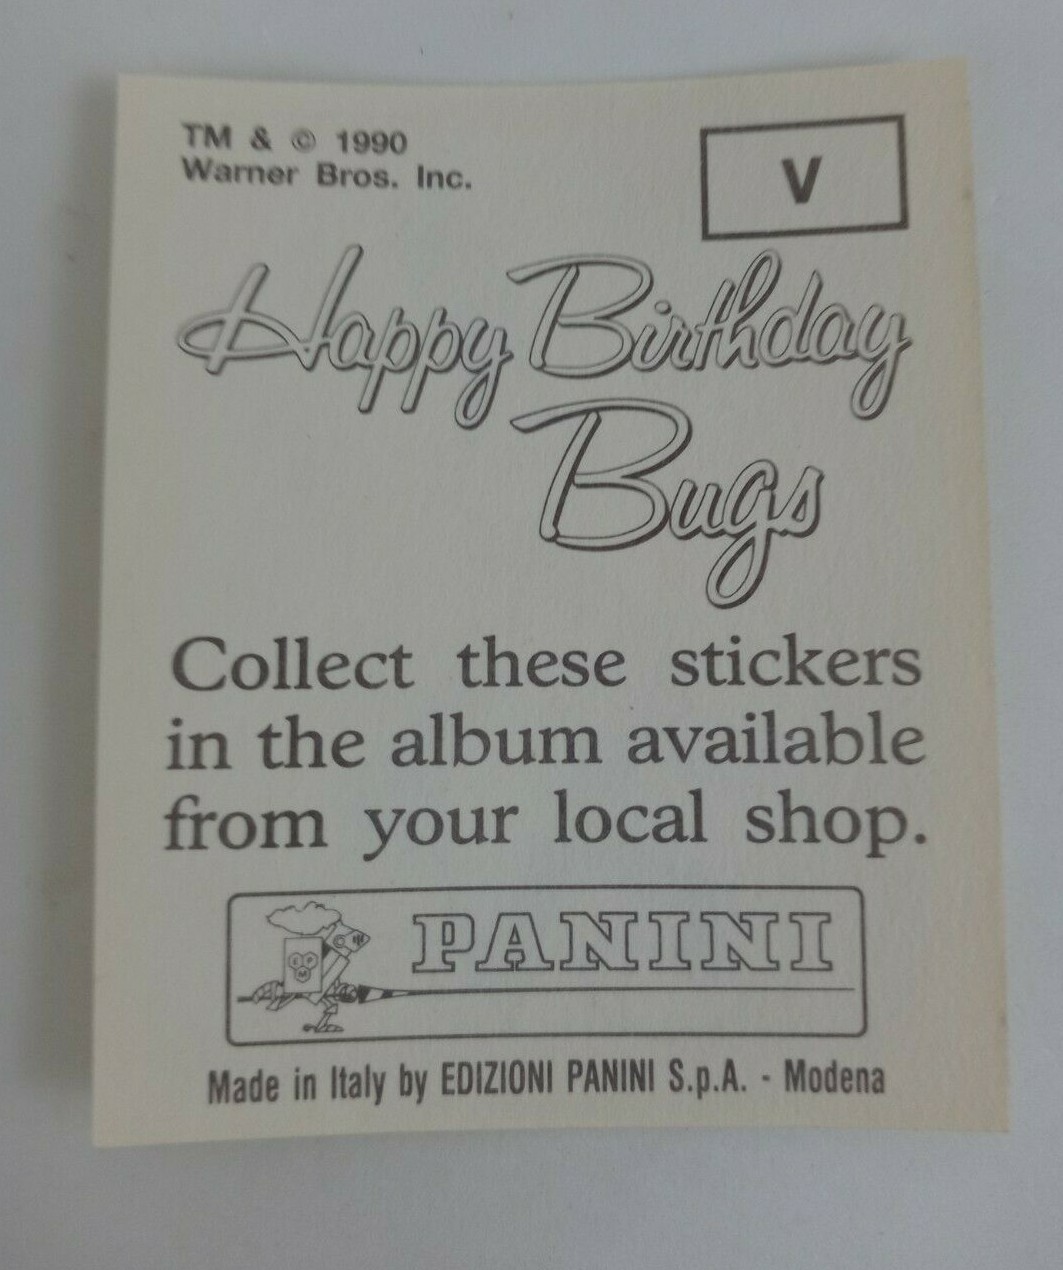 TM & © 1990
Warner Bros. Inc.
V
Happy Birthday
Bugs
Collect these stickers
in the album available
from your local shop.
PANINI
E P
M
Made in Italy by EDIZIONI PANINI S.p.A. - Modena